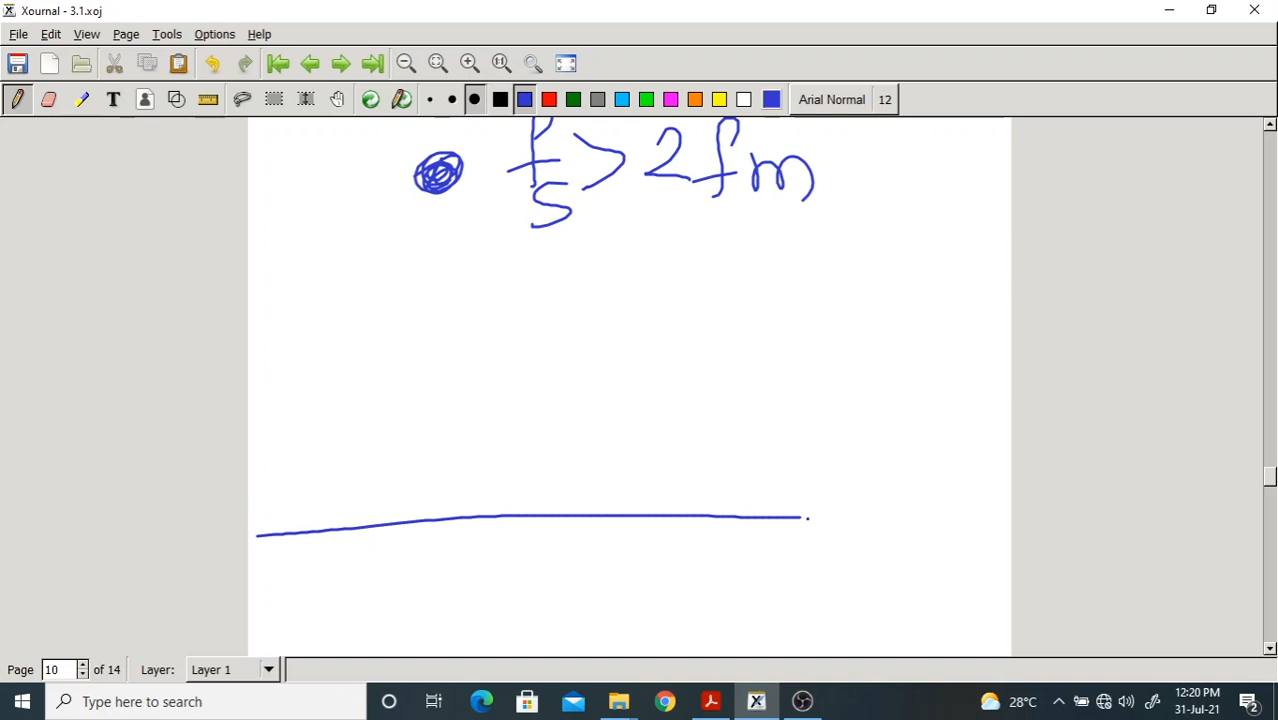 Xournal - 3.1.xoj
File Edit View Page Tools Options Help
T Arial Normal 12
fs > 2fm
Page 10 of 14 Layer: Layer 1
Type here to search 28°C 12:20 PM
31-Jul-21 2